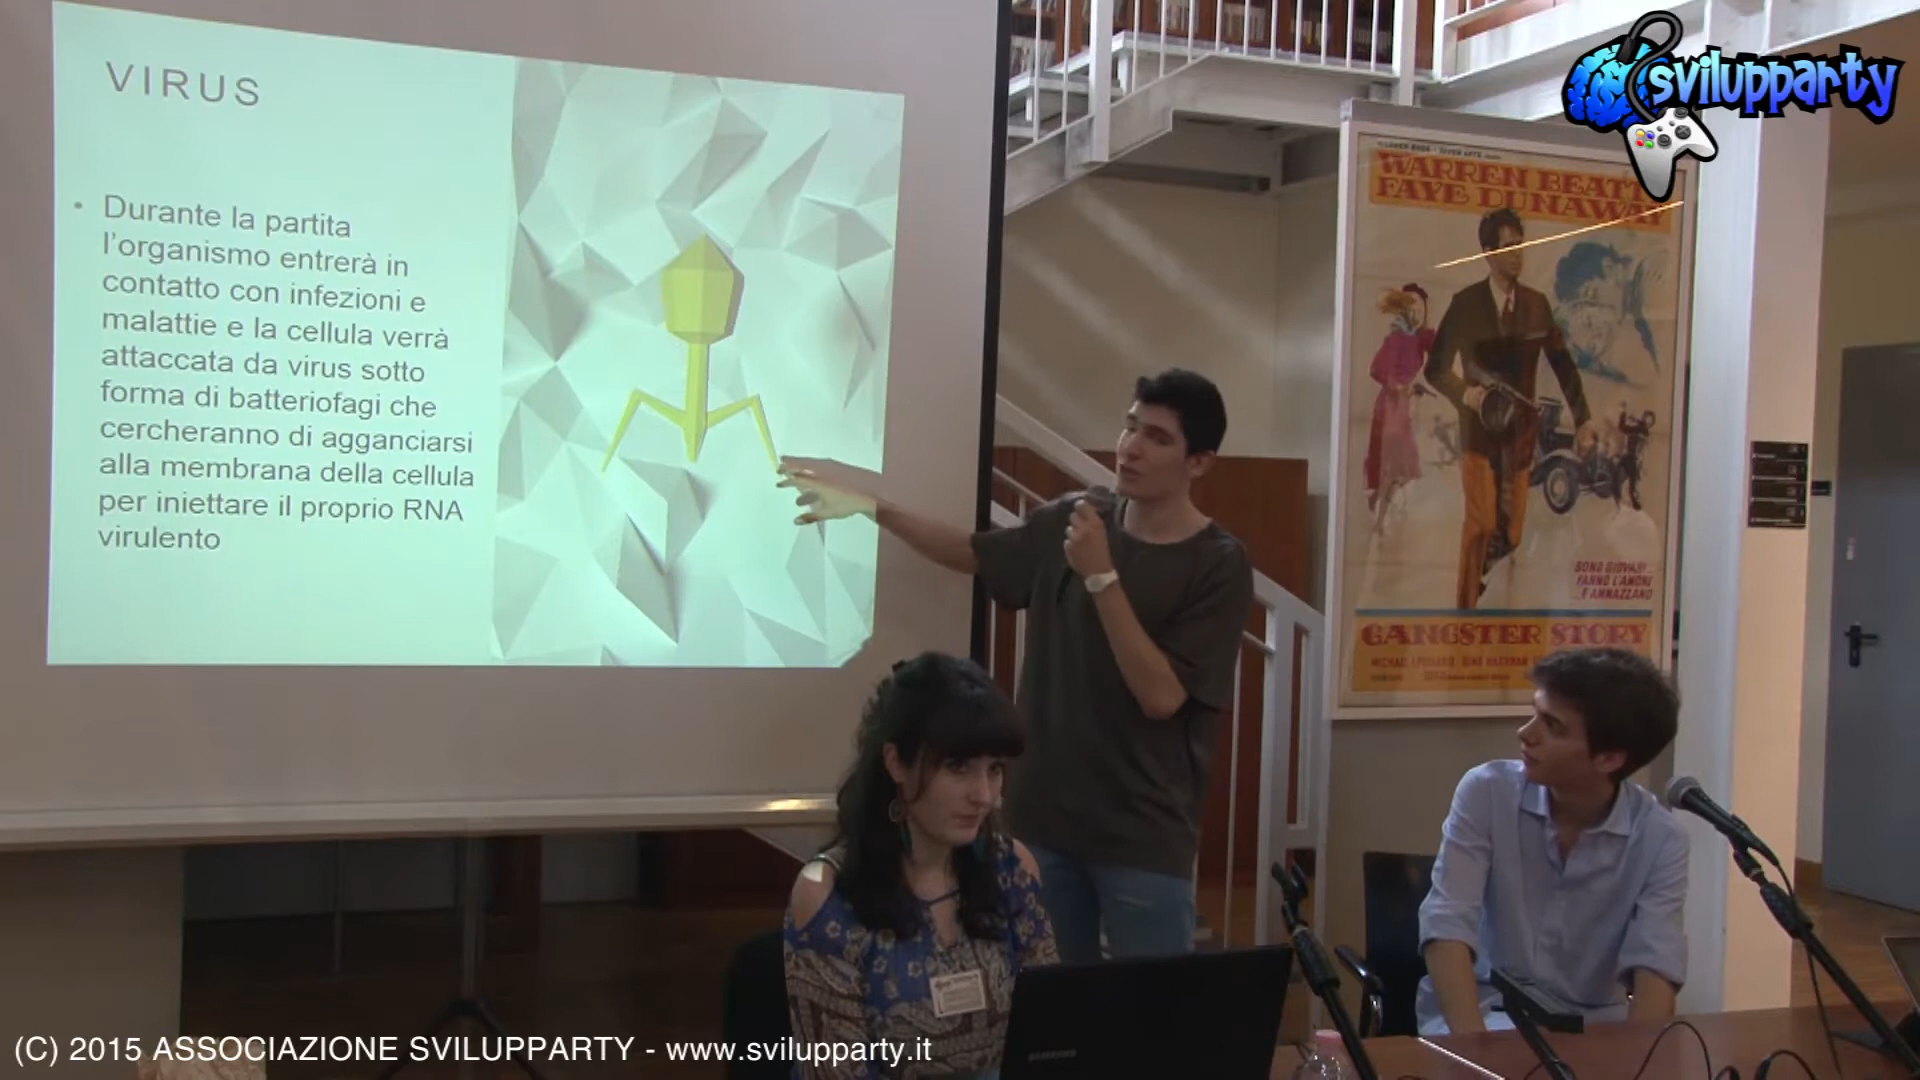 VIRUS
• Durante la partita
l'organismo entrerà in
contatto con infezioni e
malattie e la cellula verrà
attaccata da virus sotto
forma di batteriofagi che
cercheranno di agganciarsi
alla membrana della cellula
per iniettare il proprio RNA
virulento
svilupparty
WARREN BEATT
FAYE DUNAWAY
SONO GIOVANI...
FANNO L'AMORE
...E AMMAZZANO
GANGSTER STORY
SAMSUNG
(C) 2015 ASSOCIAZIONE SVILUPPARTY - www.svilupparty.it